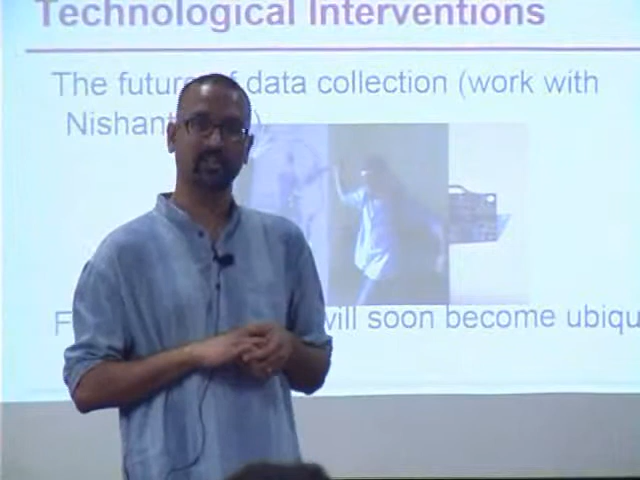 Technological Interventions
The future of data collection (work with
Nishant
F will soon become ubiqu